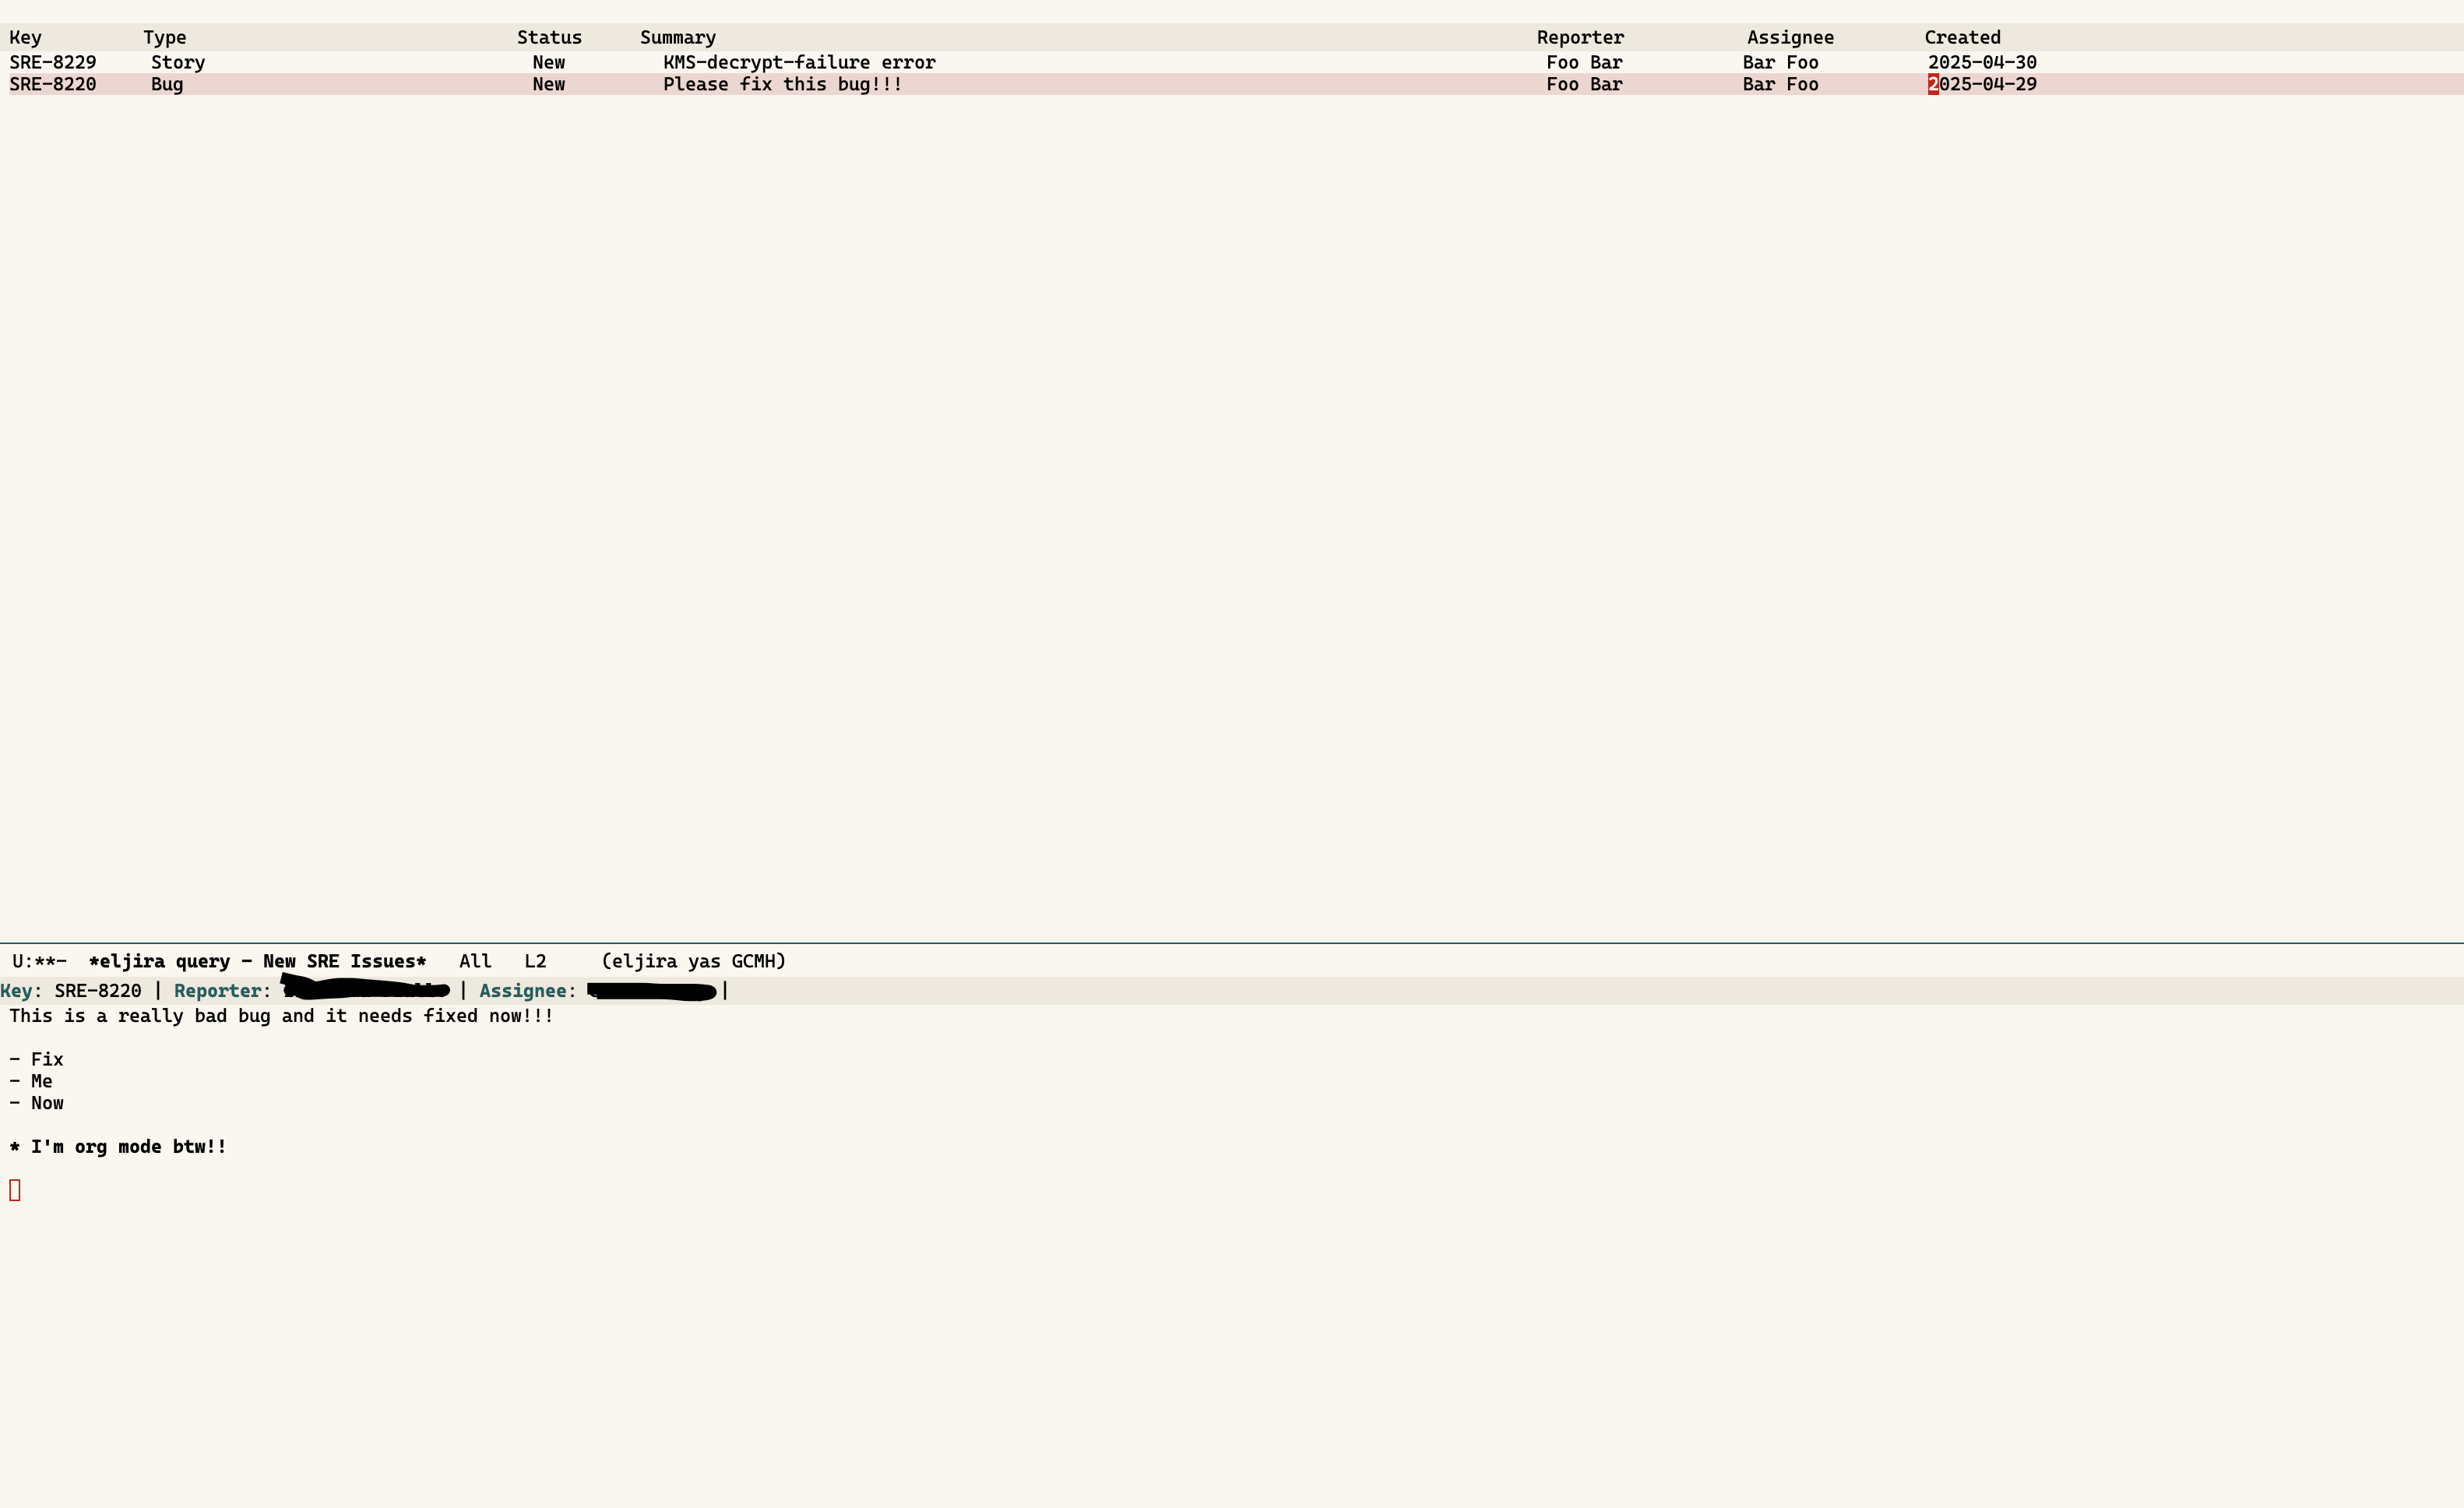 Key Type Status Summary Reporter Assignee Created
SRE-8229 Story New KMS-decrypt-failure error Foo Bar Bar Foo 2025-04-30
SRE-8220 Bug New Please fix this bug!!! Foo Bar Bar Foo 2025-04-29
U:**- *eljira query - New SRE Issues* All L2 (eljira yas GCMH)
Key: SRE-8220 | Reporter: | Assignee: |
This is a really bad bug and it needs fixed now!!!
- Fix
- Me
- Now
* I'm org mode btw!!